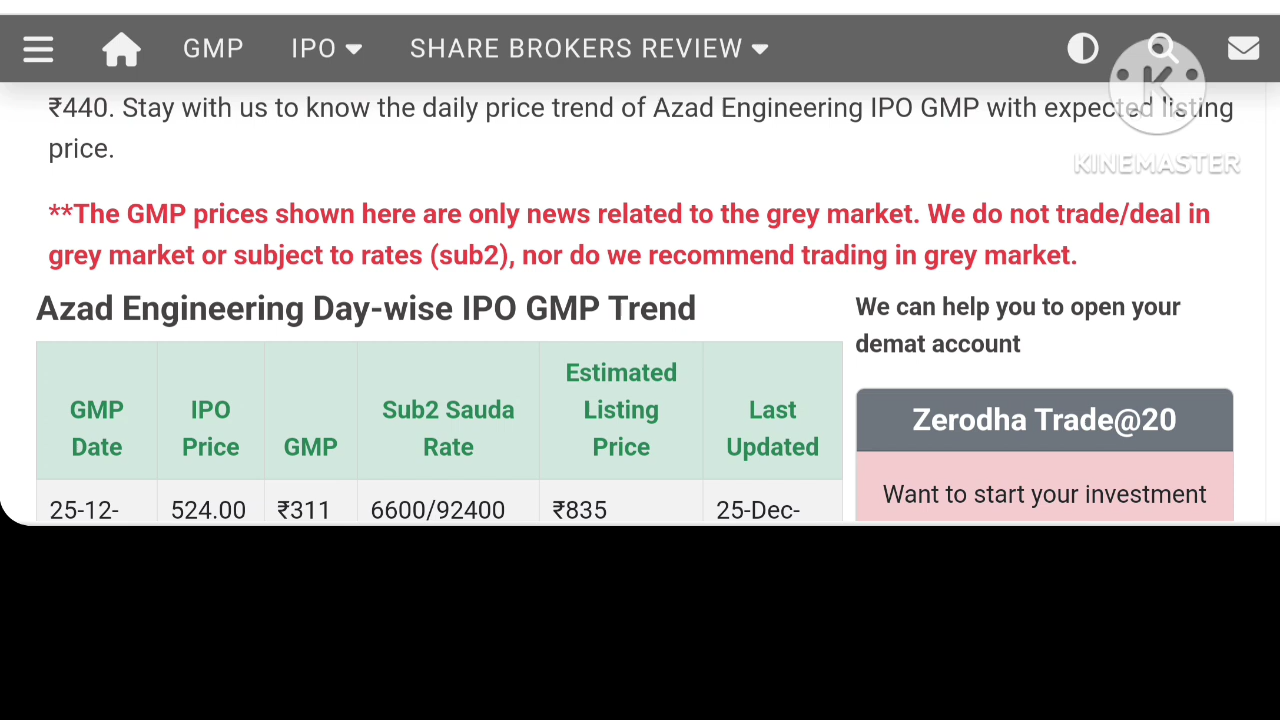 GMP IPO SHARE BROKERS REVIEW
K
KINEMASTER
₹440. Stay with us to know the daily price trend of Azad Engineering IPO GMP with expected listing
price.
**The GMP prices shown here are only news related to the grey market. We do not trade/deal in
grey market or subject to rates (sub2), nor do we recommend trading in grey market.
Azad Engineering Day-wise IPO GMP Trend
GMP Date IPO Price GMP Sub2 Sauda Rate Estimated Listing Price Last Updated
25-12- 524.00 ₹311 6600/92400 ₹835 25-Dec-
We can help you to open your
demat account
Zerodha Trade@20
Want to start your investment